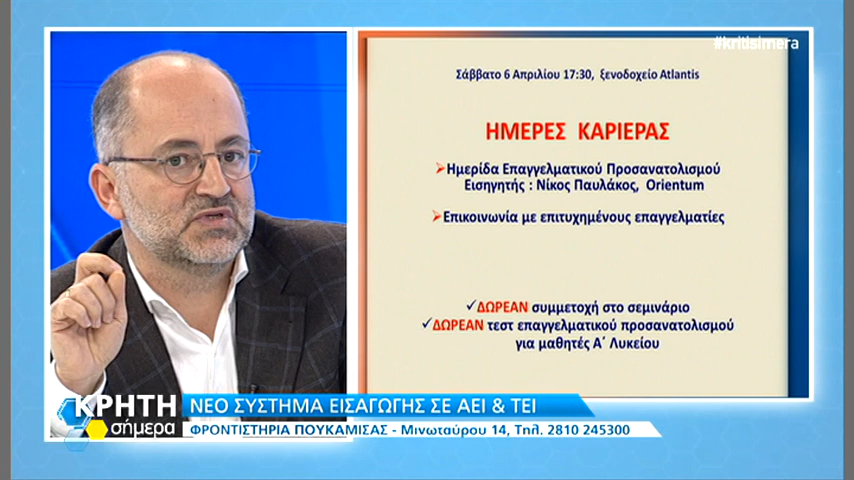 #kritisimera
Σάββατο 6 Απριλίου 17:30, ξενοδοχείο Atlantis
ΗΜΕΡΕΣ ΚΑΡΙΕΡΑΣ
Ημερίδα Επαγγελματικού Προσανατολισμού
Εισηγητής : Νίκος Παυλάκος, Orientum
Επικοινωνία με επιτυχημένους επαγγελματίες
ΔΩΡΕΑΝ συμμετοχή στο σεμινάριο
ΔΩΡΕΑΝ τεστ επαγγελματικού προσανατολισμού
για μαθητές Α΄ Λυκείου
ΚΡΗΤΗ
σήμερα
ΝΕΟ ΣΥΣΤΗΜΑ ΕΙΣΑΓΩΓΗΣ ΣΕ ΑΕΙ & ΤΕΙ
ΦΡΟΝΤΙΣΤΗΡΙΑ ΠΟΥΚΑΜΙΣΑΣ - Μινωταύρου 14, Τηλ. 2810 245300